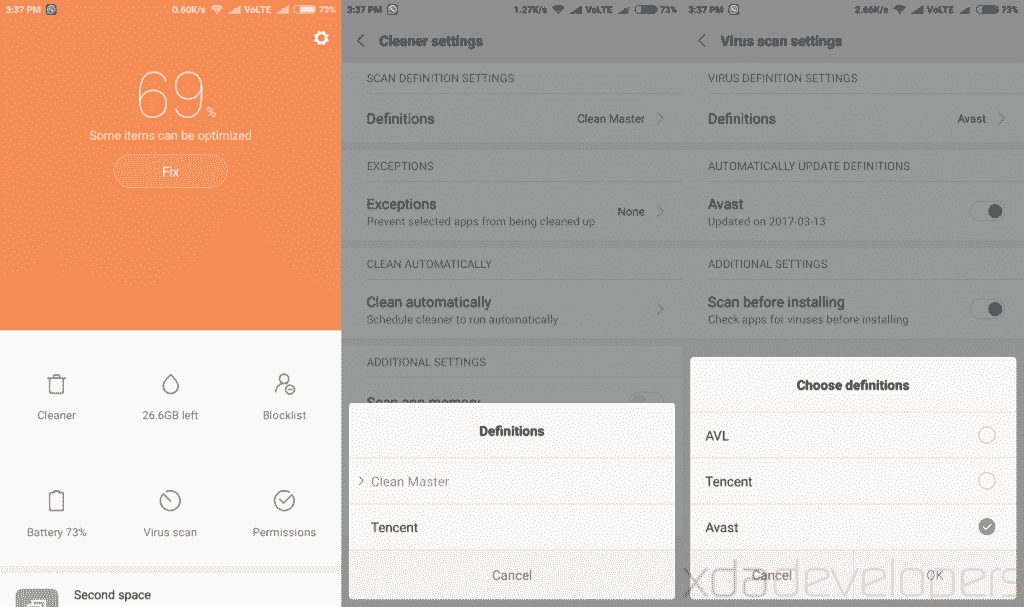 3:37 PM 0.60K/s VoLTE 73%
69%
Some items can be optimized
Fix
Cleaner
26.6GB left
Blocklist
Battery 73%
Virus scan
Permissions
Second space
3:37 PM 1.27K/s VoLTE 73%
Cleaner settings
SCAN DEFINITION SETTINGS
Definitions Clean Master
EXCEPTIONS
Exceptions None
Prevent selected apps from being cleaned up
CLEAN AUTOMATICALLY
Clean automatically
Schedule cleaner to run automatically
ADDITIONAL SETTINGS
Scan app memory
Definitions
Clean Master
Tencent
Cancel
3:37 PM 2.66K/s VoLTE 73%
Virus scan settings
VIRUS DEFINITION SETTINGS
Definitions Avast
AUTOMATICALLY UPDATE DEFINITIONS
Avast
Updated on 2017-03-13
ADDITIONAL SETTINGS
Scan before installing
Check apps for viruses before installing
Choose definitions
AVL
Tencent
Avast
Cancel OK
xdadevelopers